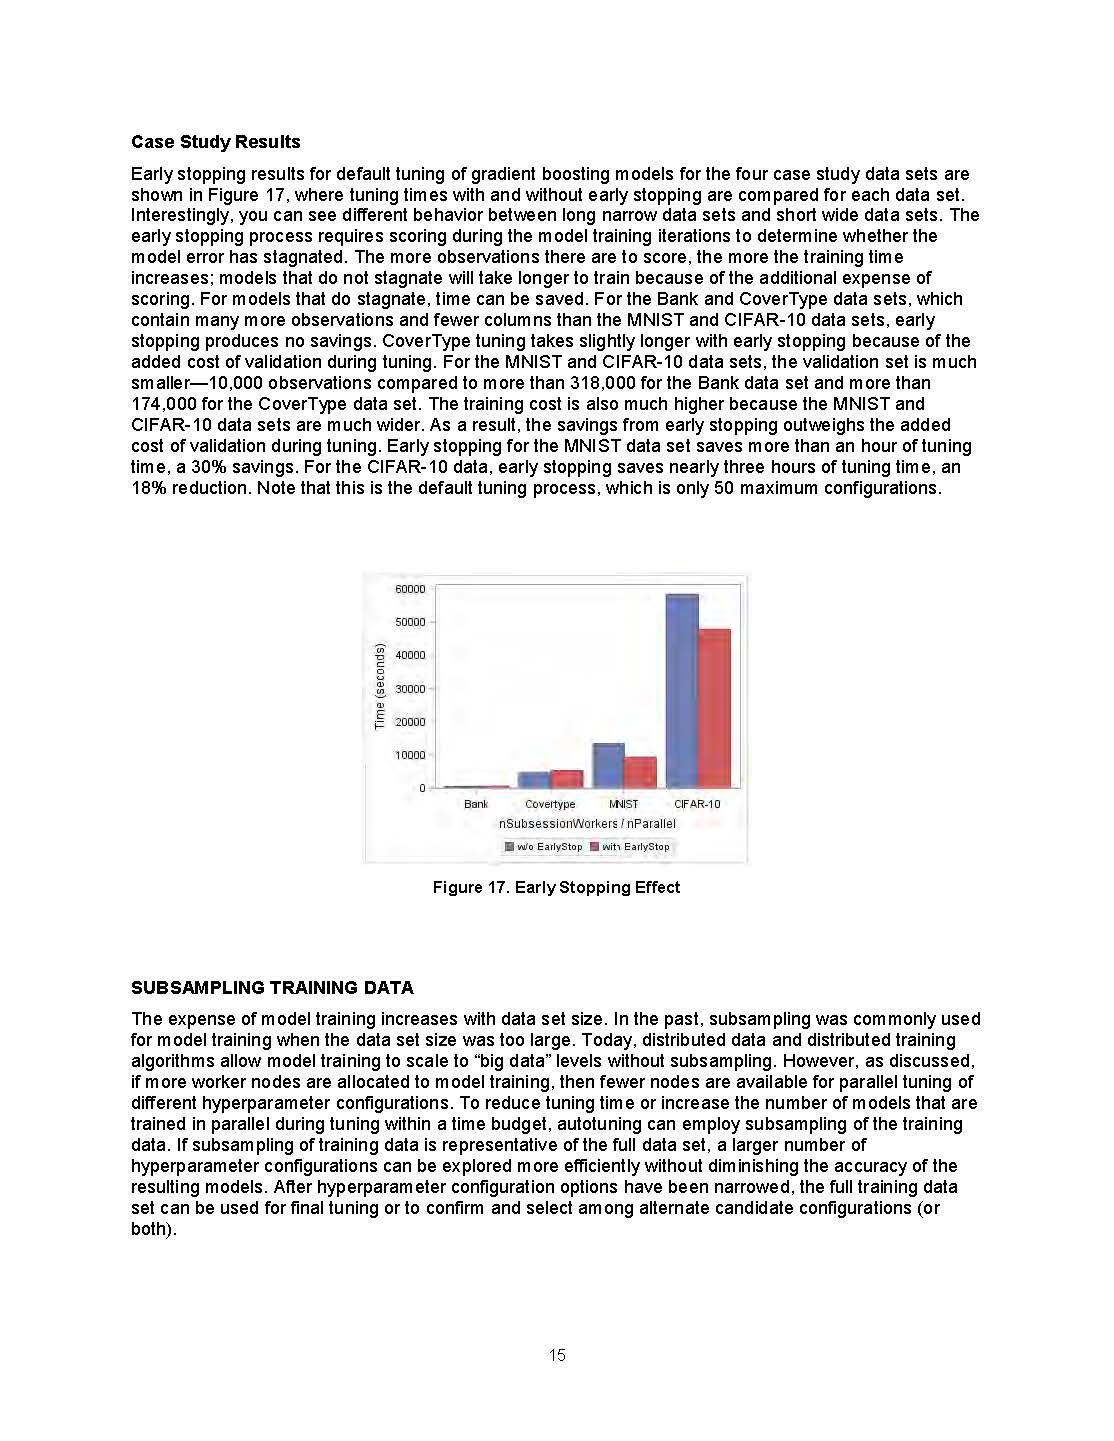 Case Study Results
Early stopping results for default tuning of gradient boosting models for the four case study data sets are
shown in Figure 17, where tuning times with and without early stopping are compared for each data set.
Interestingly, you can see different behavior between long narrow data sets and short wide data sets. The
early stopping process requires scoring during the model training iterations to determine whether the
model error has stagnated. The more observations there are to score, the more the training time
increases; models that do not stagnate will take longer to train because of the additional expense of
scoring. For models that do stagnate, time can be saved. For the Bank and CoverType data sets, which
contain many more observations and fewer columns than the MNIST and CIFAR-10 data sets, early
stopping produces no savings. CoverType tuning takes slightly longer with early stopping because of the
added cost of validation during tuning. For the MNIST and CIFAR-10 data sets, the validation set is much
smaller—10,000 observations compared to more than 318,000 for the Bank data set and more than
174,000 for the CoverType data set. The training cost is also much higher because the MNIST and
CIFAR-10 data sets are much wider. As a result, the savings from early stopping outweighs the added
cost of validation during tuning. Early stopping for the MNIST data set saves more than an hour of tuning
time, a 30% savings. For the CIFAR-10 data, early stopping saves nearly three hours of tuning time, an
18% reduction. Note that this is the default tuning process, which is only 50 maximum configurations.
60000
50000
40000
30000
20000
10000
0
Time (seconds)
Bank Covertype MNIST CIFAR-10
nSubsessionWorkers / nParallel
w/o EarlyStop with EarlyStop
Figure 17. Early Stopping Effect
SUBSAMPLING TRAINING DATA
The expense of model training increases with data set size. In the past, subsampling was commonly used
for model training when the data set size was too large. Today, distributed data and distributed training
algorithms allow model training to scale to “big data” levels without subsampling. However, as discussed,
if more worker nodes are allocated to model training, then fewer nodes are available for parallel tuning of
different hyperparameter configurations. To reduce tuning time or increase the number of models that are
trained in parallel during tuning within a time budget, autotuning can employ subsampling of the training
data. If subsampling of training data is representative of the full data set, a larger number of
hyperparameter configurations can be explored more efficiently without diminishing the accuracy of the
resulting models. After hyperparameter configuration options have been narrowed, the full training data
set can be used for final tuning or to confirm and select among alternate candidate configurations (or
both).
15